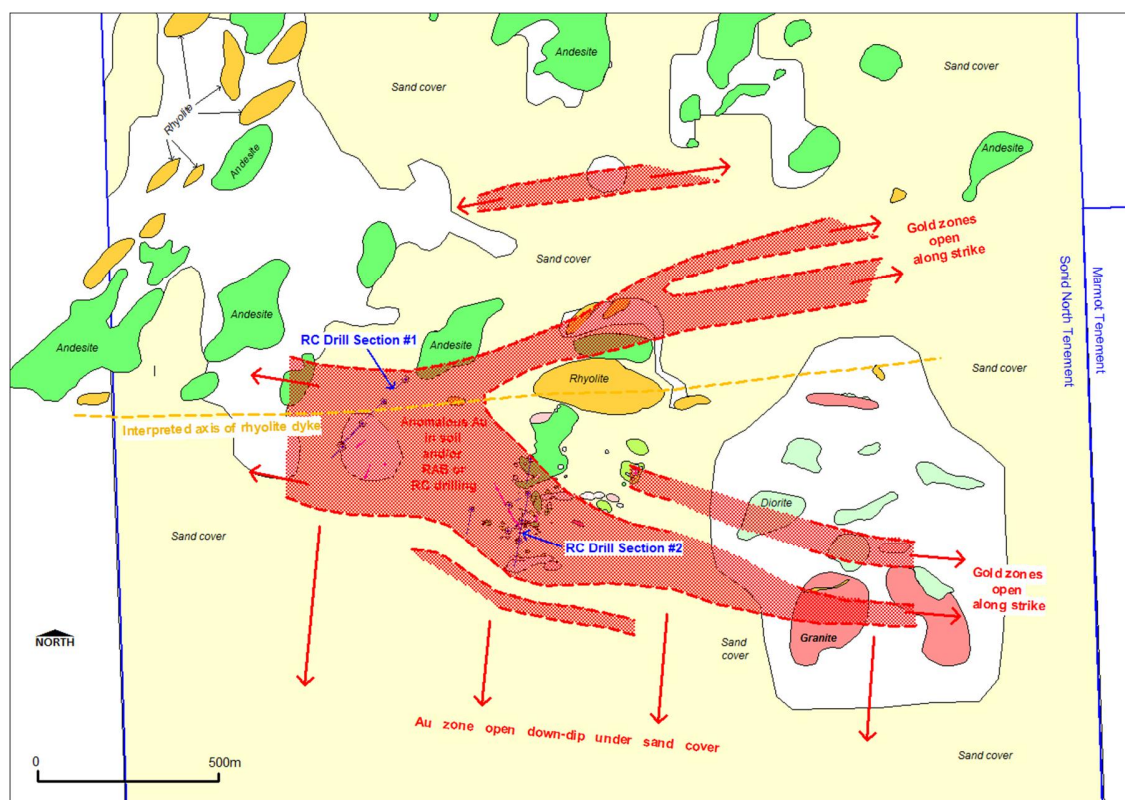 Andesite
Sand cover
Sand cover
Rhyolite
Andesite
Andesite
Gold zones
open
along strike
Sonid North Tenement
Marmot Tenement
Sand cover
RC Drill Section #1
Andesite
Andesite
Andesite
Rhyolite
Sand cover
Interpreted axis of rhyolite dyke
Anomalous Au
in soil
and/or
RAB or
RC drilling
Diorite
Sand cover
RC Drill Section #2
Gold zones
open
along strike
NORTH
Sand
cover
Granite
Au zone open down-dip under sand cover
Sand cover
0 500m